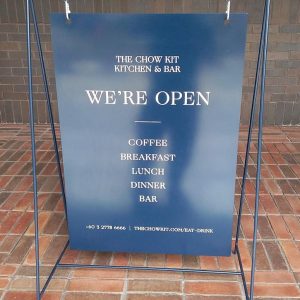 THE CHOW KIT
KITCHEN & BAR
WE'RE OPEN
COFFEE
BREAKFAST
LUNCH
DINNER
BAR
+60 3 2778 6666 | THECHOWKIT.COM/EAT-DRINK